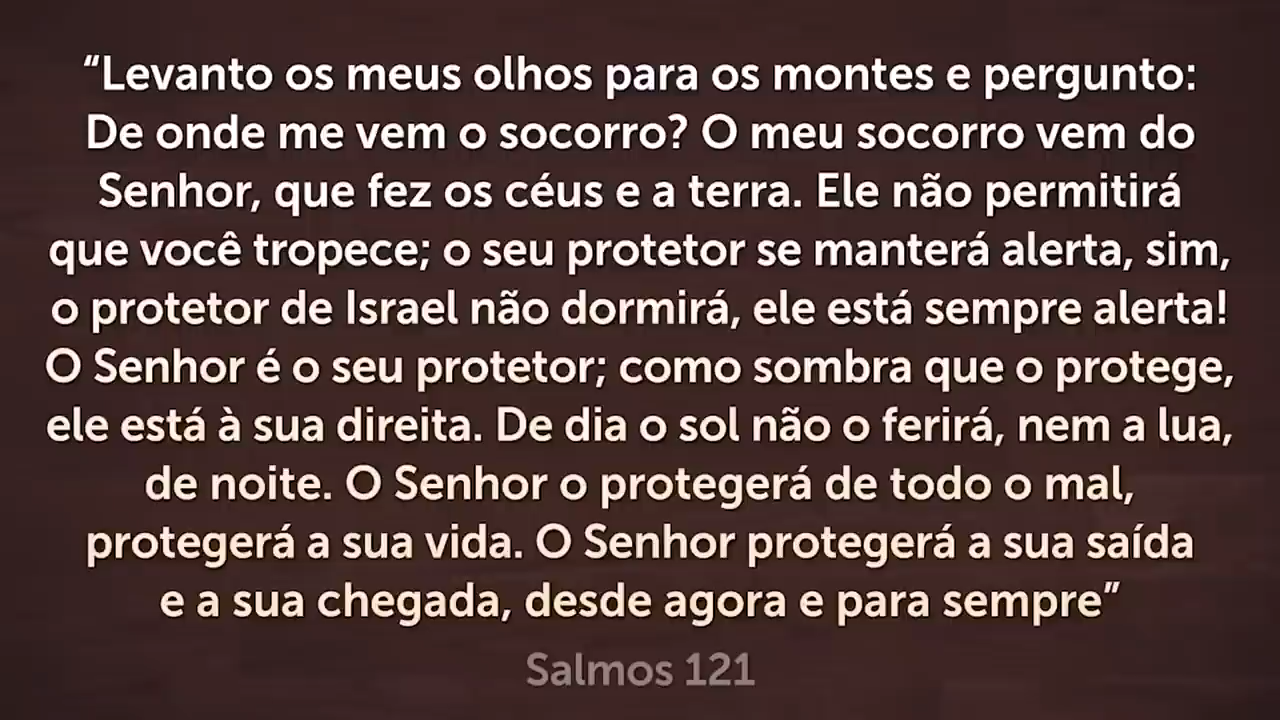 “Levanto os meus olhos para os montes e pergunto:
De onde me vem o socorro? O meu socorro vem do
Senhor, que fez os céus e a terra. Ele não permitirá
que você tropece; o seu protetor se manterá alerta, sim,
o protetor de Israel não dormirá, ele está sempre alerta!
O Senhor é o seu protetor; como sombra que o protege,
ele está à sua direita. De dia o sol não o ferirá, nem a lua,
de noite. O Senhor o protegerá de todo o mal,
protegerá a sua vida. O Senhor protegerá a sua saída
e a sua chegada, desde agora e para sempre”
Salmos 121